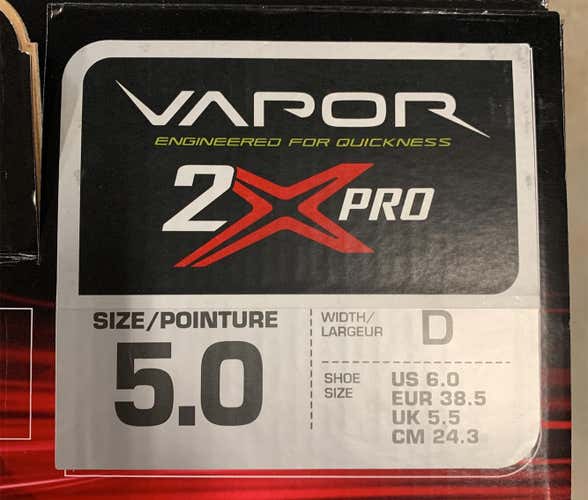 VAPOR
ENGINEERED FOR QUICKNESS
2X PRO
SIZE/POINTURE
5.0
WIDTH/
LARGEUR
D
SHOE
SIZE
US 6.0
EUR 38.5
UK 5.5
CM 24.3